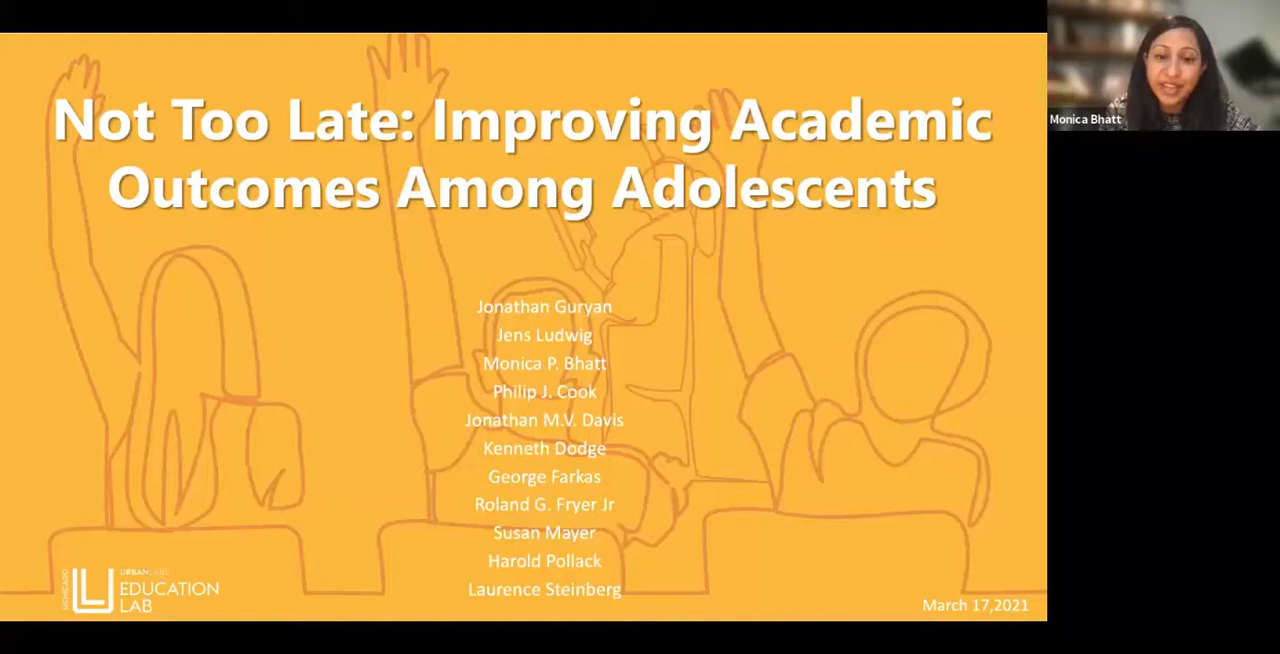 Not Too Late: Improving Academic
Outcomes Among Adolescents
Monica Bhatt
Jonathan Guryan
Jens Ludwig
Monica P. Bhatt
Philip J. Cook
Jonathan M.V. Davis
Kenneth Dodge
George Farkas
Roland G. Fryer Jr
Susan Mayer
Harold Pollack
Laurence Steinberg
UCHICAGO
URBANLABS
EDUCATION
LAB
March 17,2021